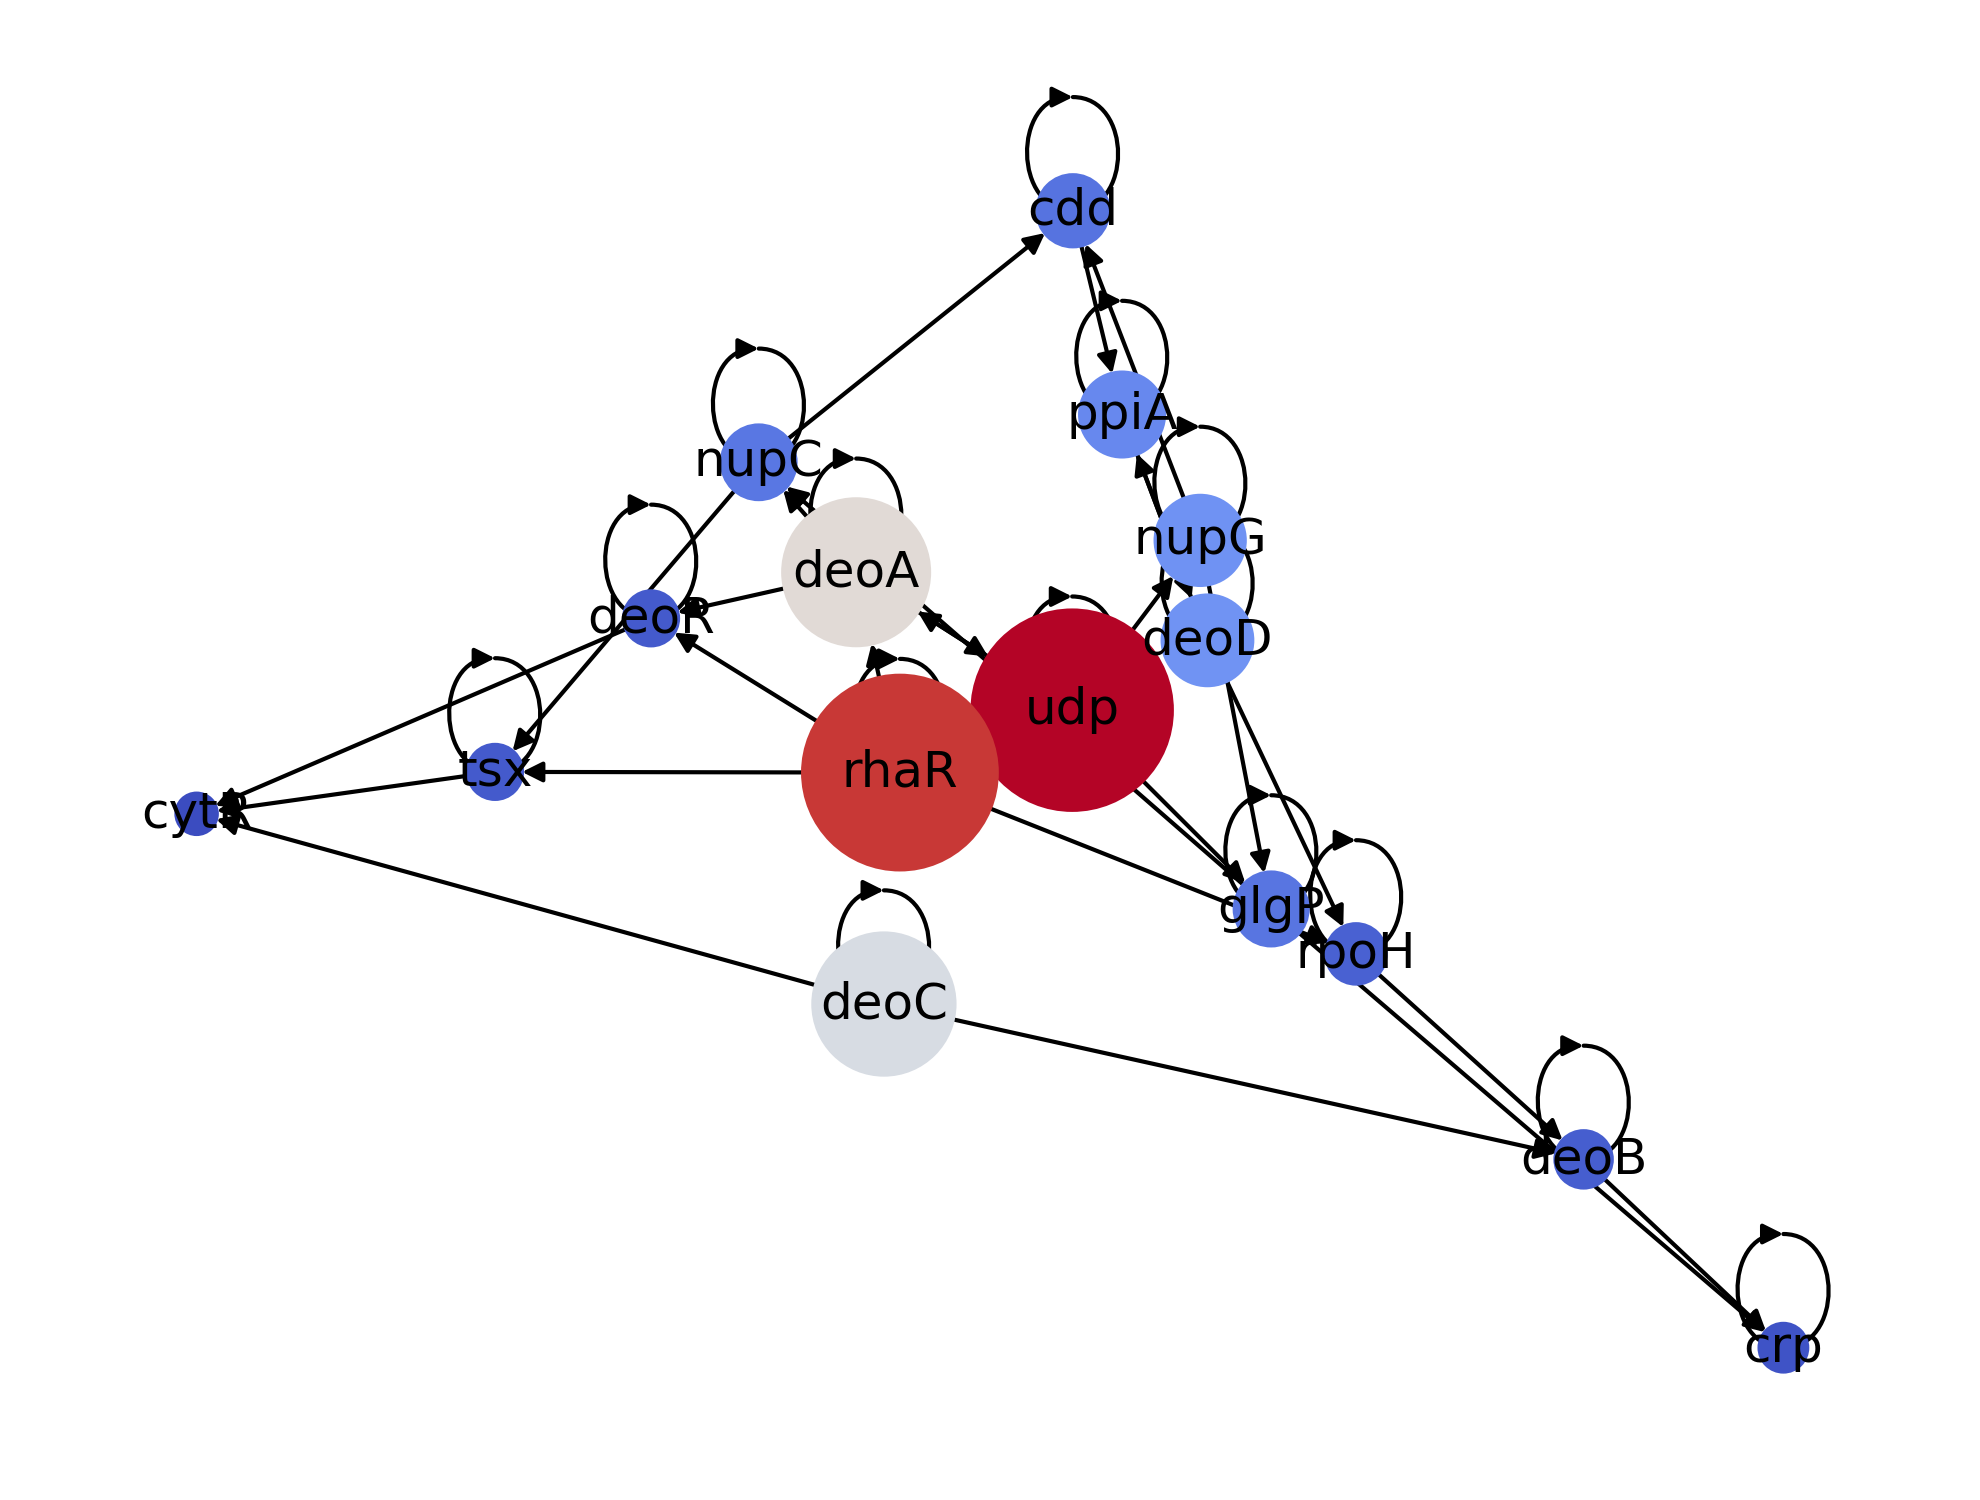 cdd
ppiA
nupC
nupG
deoA
deoR
deoD
udp
tsx
rhaR
cytR
glgP
rpoH
deoC
deoB
crp